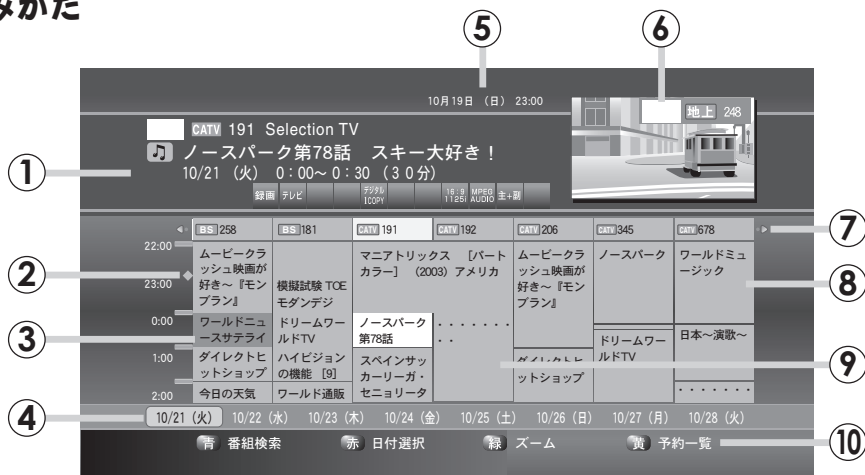 みかた
⑤
⑥
10月19日 (日) 23:00
地上 248
CATV 191 Selection TV
ノースパーク第78話 スキー大好き!
10/21 (火) 0:00~0:30 (30分)
①
録画 テレビ デジタル 1COPY 16:9 1125i MPEG AUDIO 主+副
BS 258 BS 181 CATV 191 CATV 192 CATV 206 CATV 345 CATV 678
⑦
22:00
23:00
0:00
1:00
2:00
②
③
ムービークラ
ッシュ映画が
好き~『モン
プラン』
ワールドニュ
ースサテライ
ダイレクトヒ
ットショップ
今日の天気
模擬試験 TOE
モダンデジ
ドリームワー
ルドTV
ハイビジョン
の機能 [9]
ワールド通販
マニアトリックス [パート
カラー] (2003) アメリカ
ノースパーク
第78話
スペインサッ
カーリーガ・
セニョリータ
・・・・・・・
・・
ムービークラ
ッシュ映画が
好き~『モン
ブラン』
ダイレクトヒ
ットショップ
ノースパーク
ドリームワー
ルドTV
ワールドミュ
ージック
日本~演歌~
・・・・・・・
⑧
⑨
④
10/21 (火) 10/22 (水) 10/23 (木) 10/24 (金) 10/25 (土) 10/26 (日) 10/27 (月) 10/28 (火)
青 番組検索 赤 日付選択 緑 ズーム 黄 予約一覧
⑩